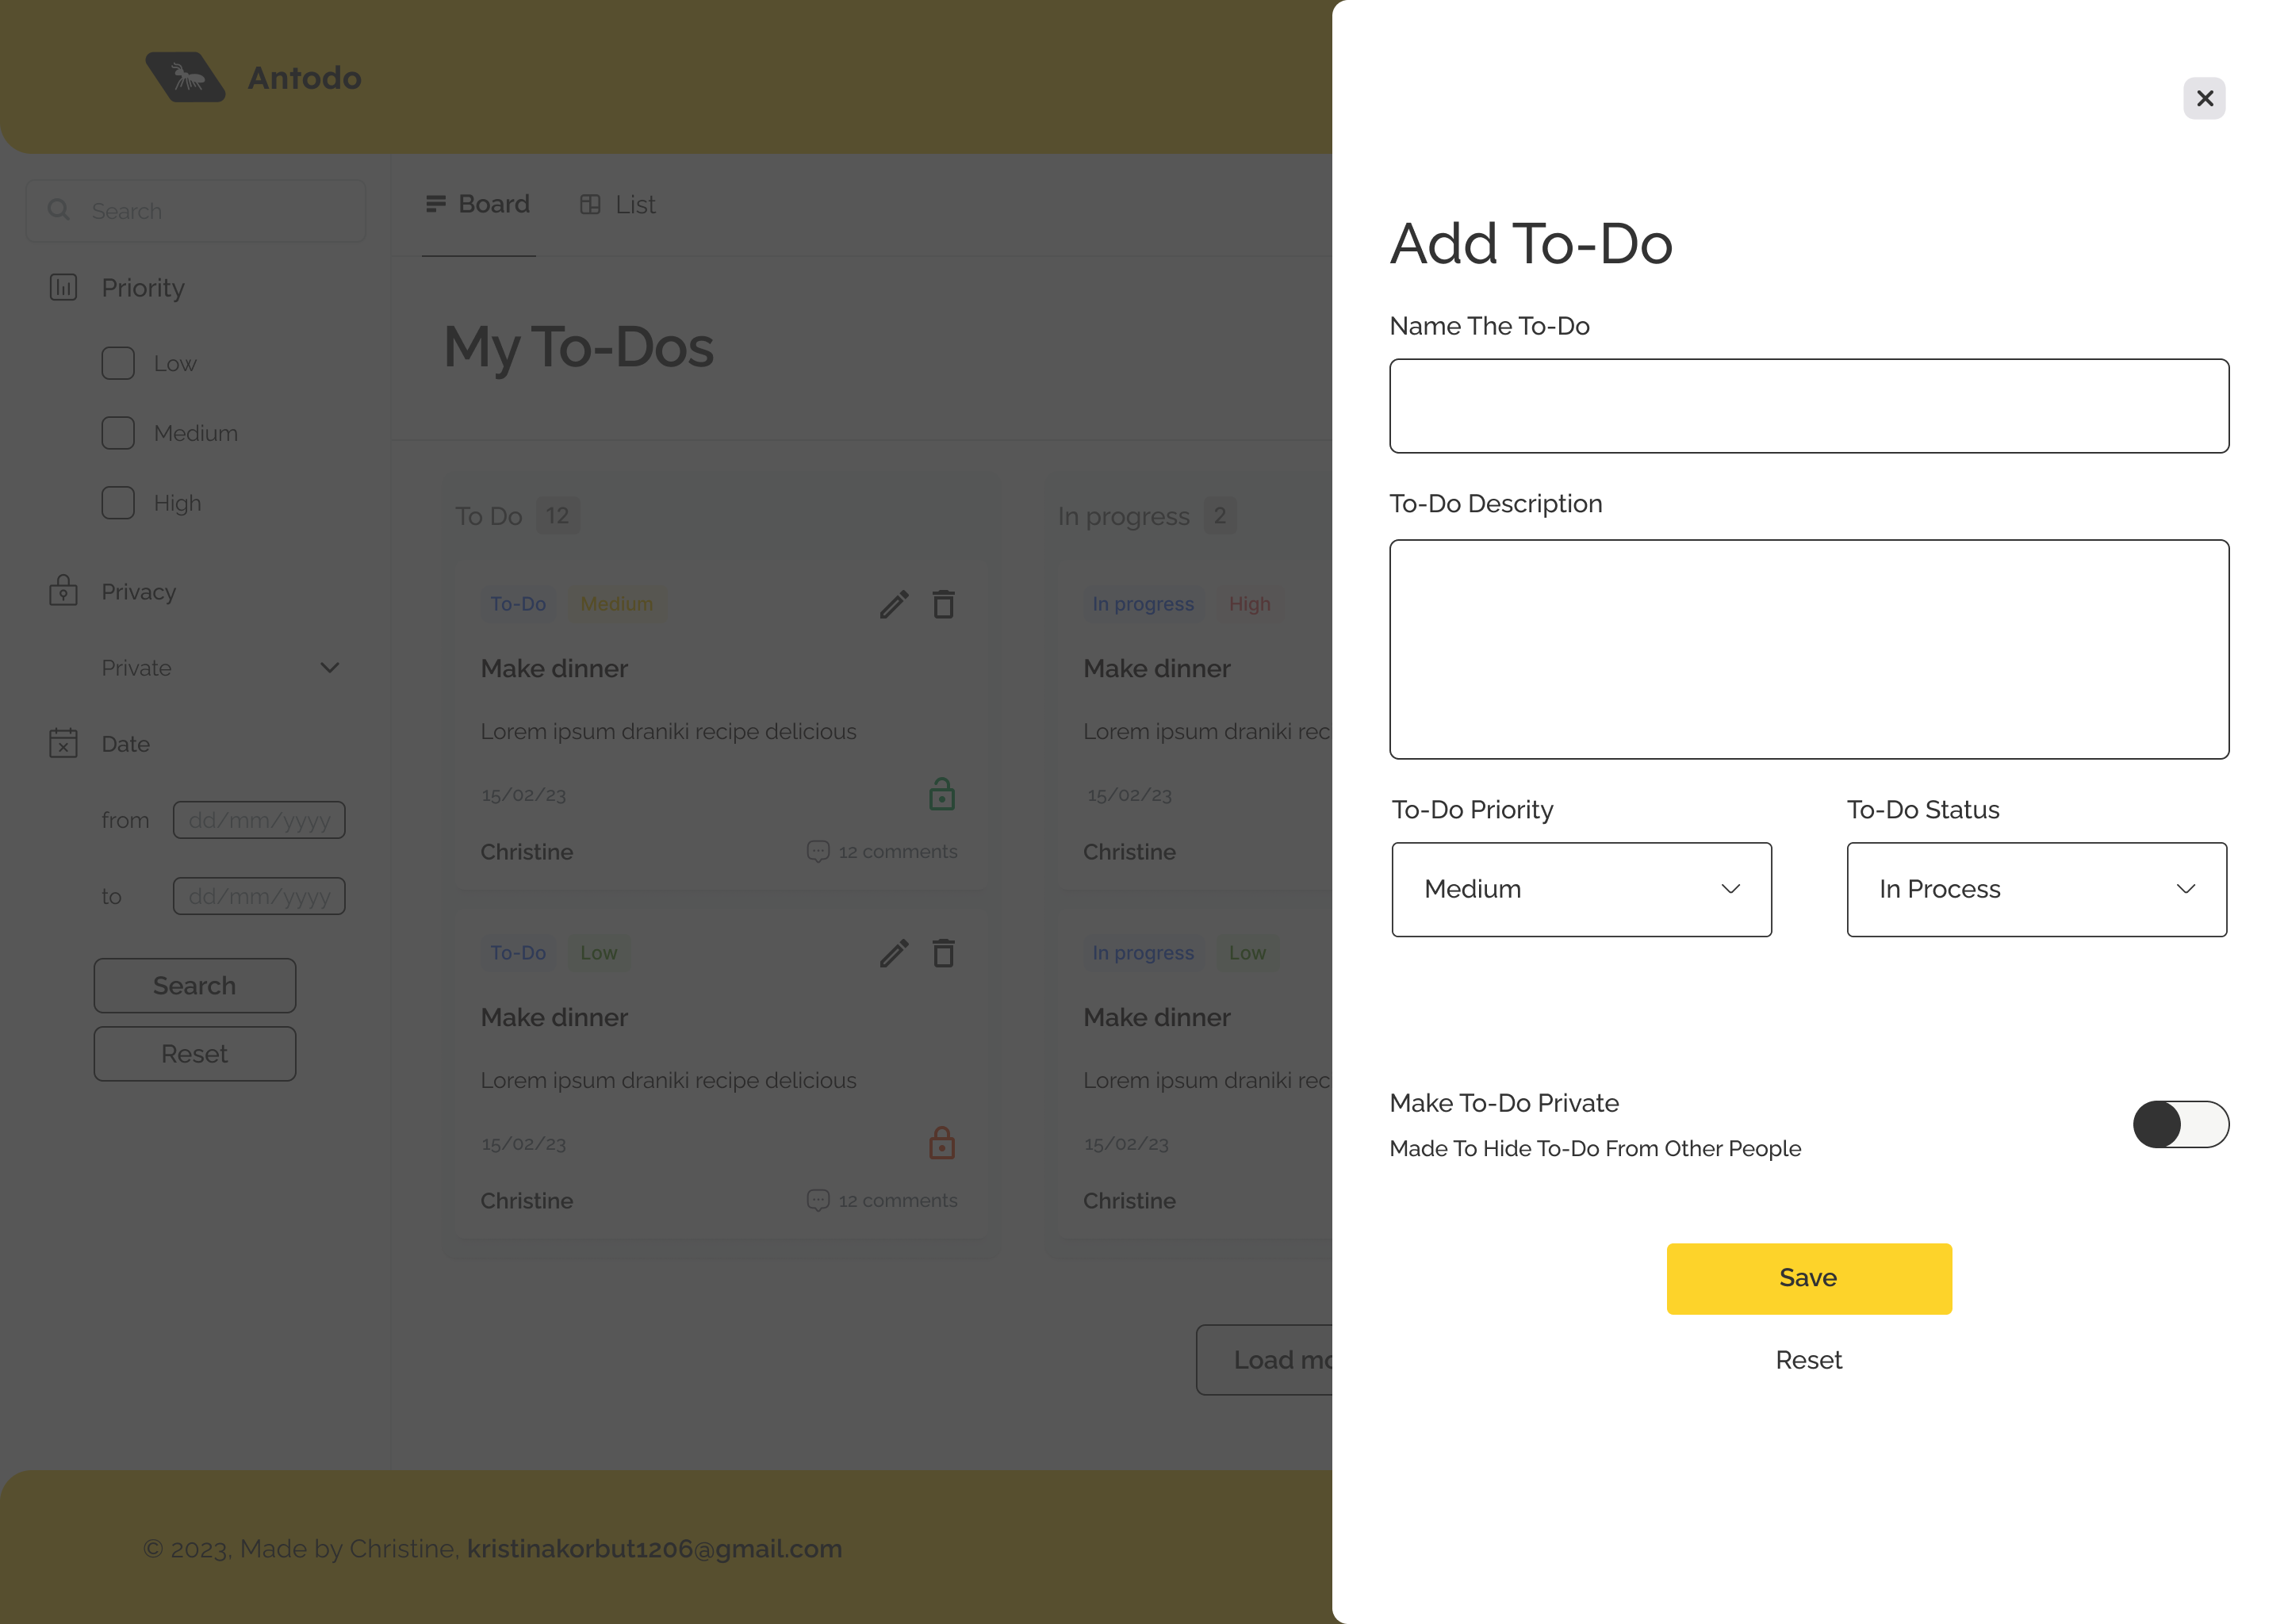 Antodo
Search
Priority
Low
Medium
High
Privacy
Private
Date
from dd/mm/yyyy
to dd/mm/yyyy
Search
Reset
Board List
My To-Dos
To Do 12
To-Do Medium
Make dinner
Lorem ipsum draniki recipe delicious
15/02/23
Christine 12 comments
To-Do Low
Make dinner
Lorem ipsum draniki recipe delicious
15/02/23
Christine 12 comments
In progress 2
In progress High
Make dinner
Lorem ipsum draniki rec
15/02/23
Christine
In progress Low
Make dinner
Lorem ipsum draniki rec
15/02/23
Christine
Load mo
© 2023, Made by Christine, kristinakorbut1206@gmail.com
Add To-Do
Name The To-Do
To-Do Description
To-Do Priority To-Do Status
Medium In Process
Make To-Do Private
Made To Hide To-Do From Other People
Save
Reset